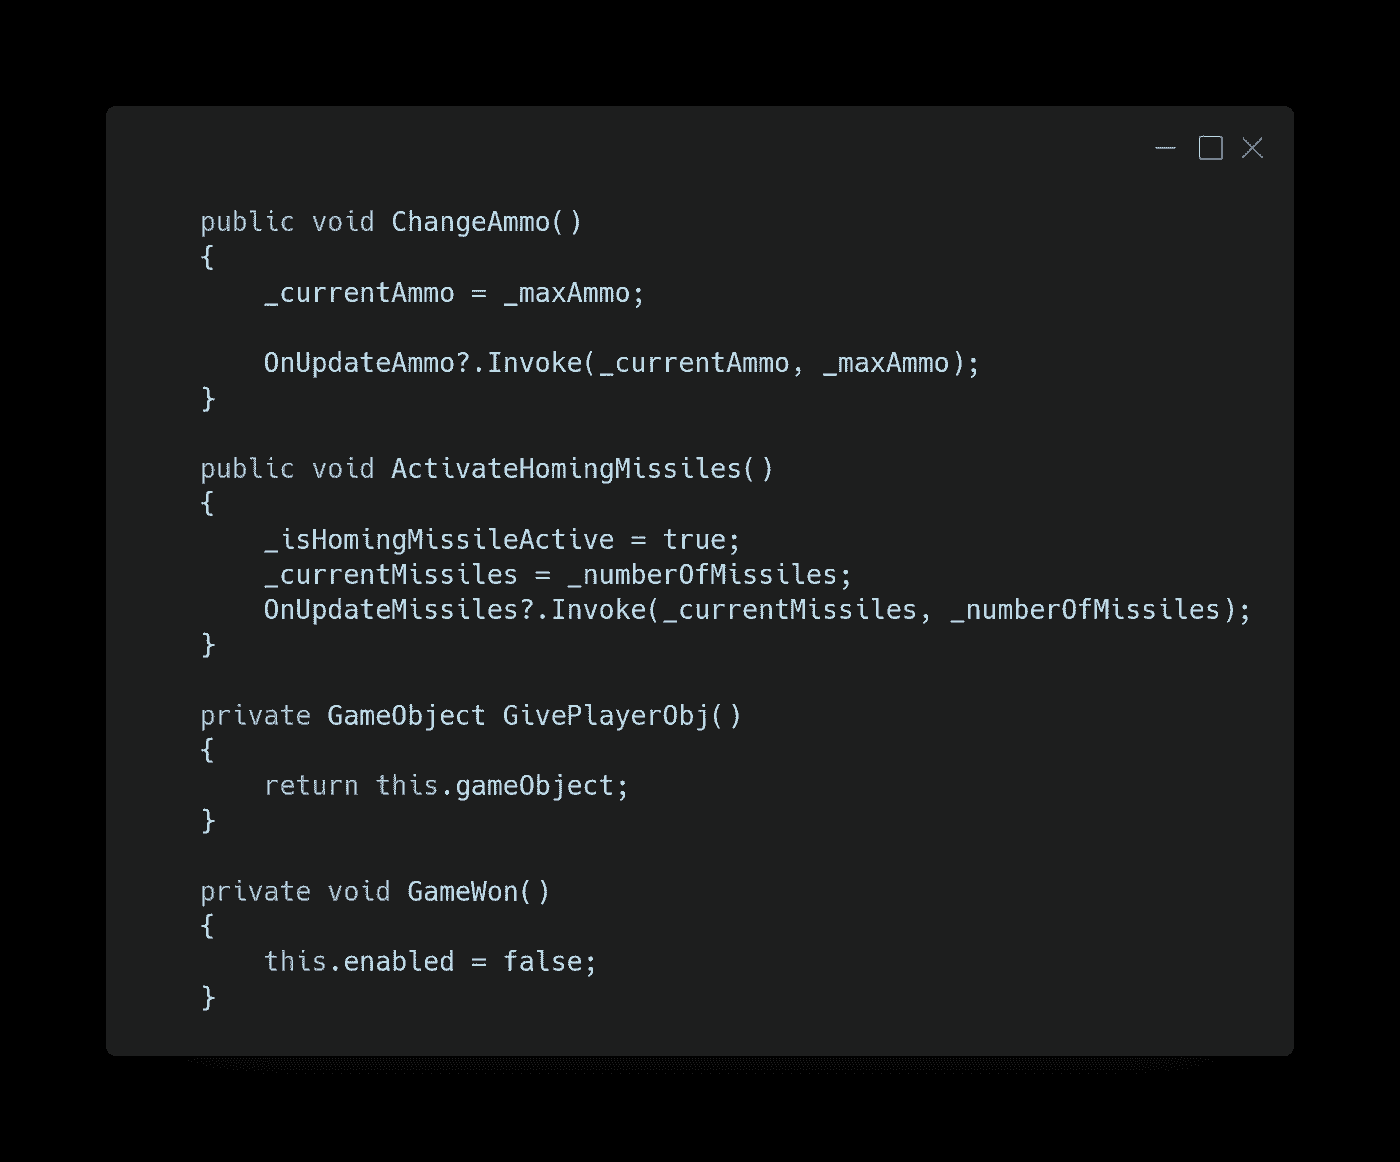 public void ChangeAmmo()
{
    _currentAmmo = _maxAmmo;

    OnUpdateAmmo?.Invoke(_currentAmmo, _maxAmmo);
}

public void ActivateHomingMissiles()
{
    _isHomingMissileActive = true;
    _currentMissiles = _numberOfMissiles;
    OnUpdateMissiles?.Invoke(_currentMissiles, _numberOfMissiles);
}

private GameObject GivePlayerObj()
{
    return this.gameObject;
}

private void GameWon()
{
    this.enabled = false;
}